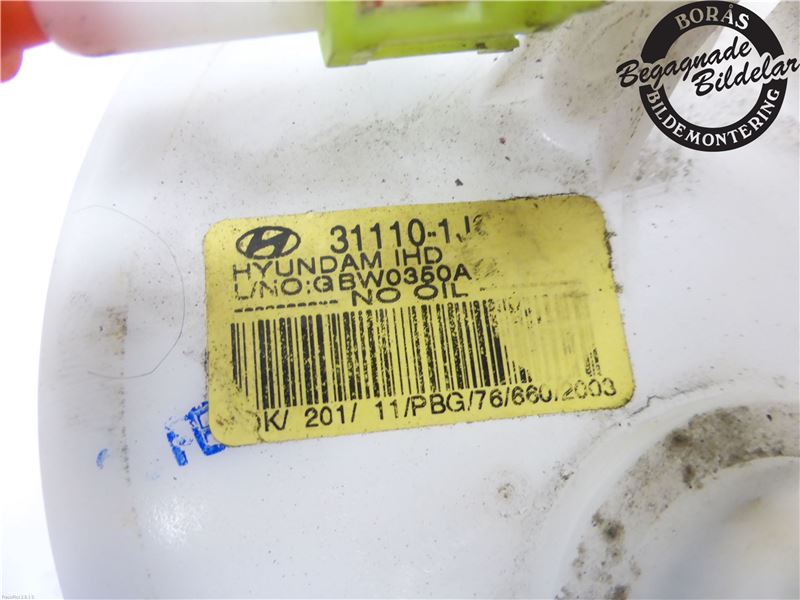 BORÅS
Begagnade
Bildelar
BILDEMONTERING
31110-1J
HYUNDAM IHD
L/NO:GBW0350A
---------- NO OIL
K/ 201/ 11/PBG/76/660/2003